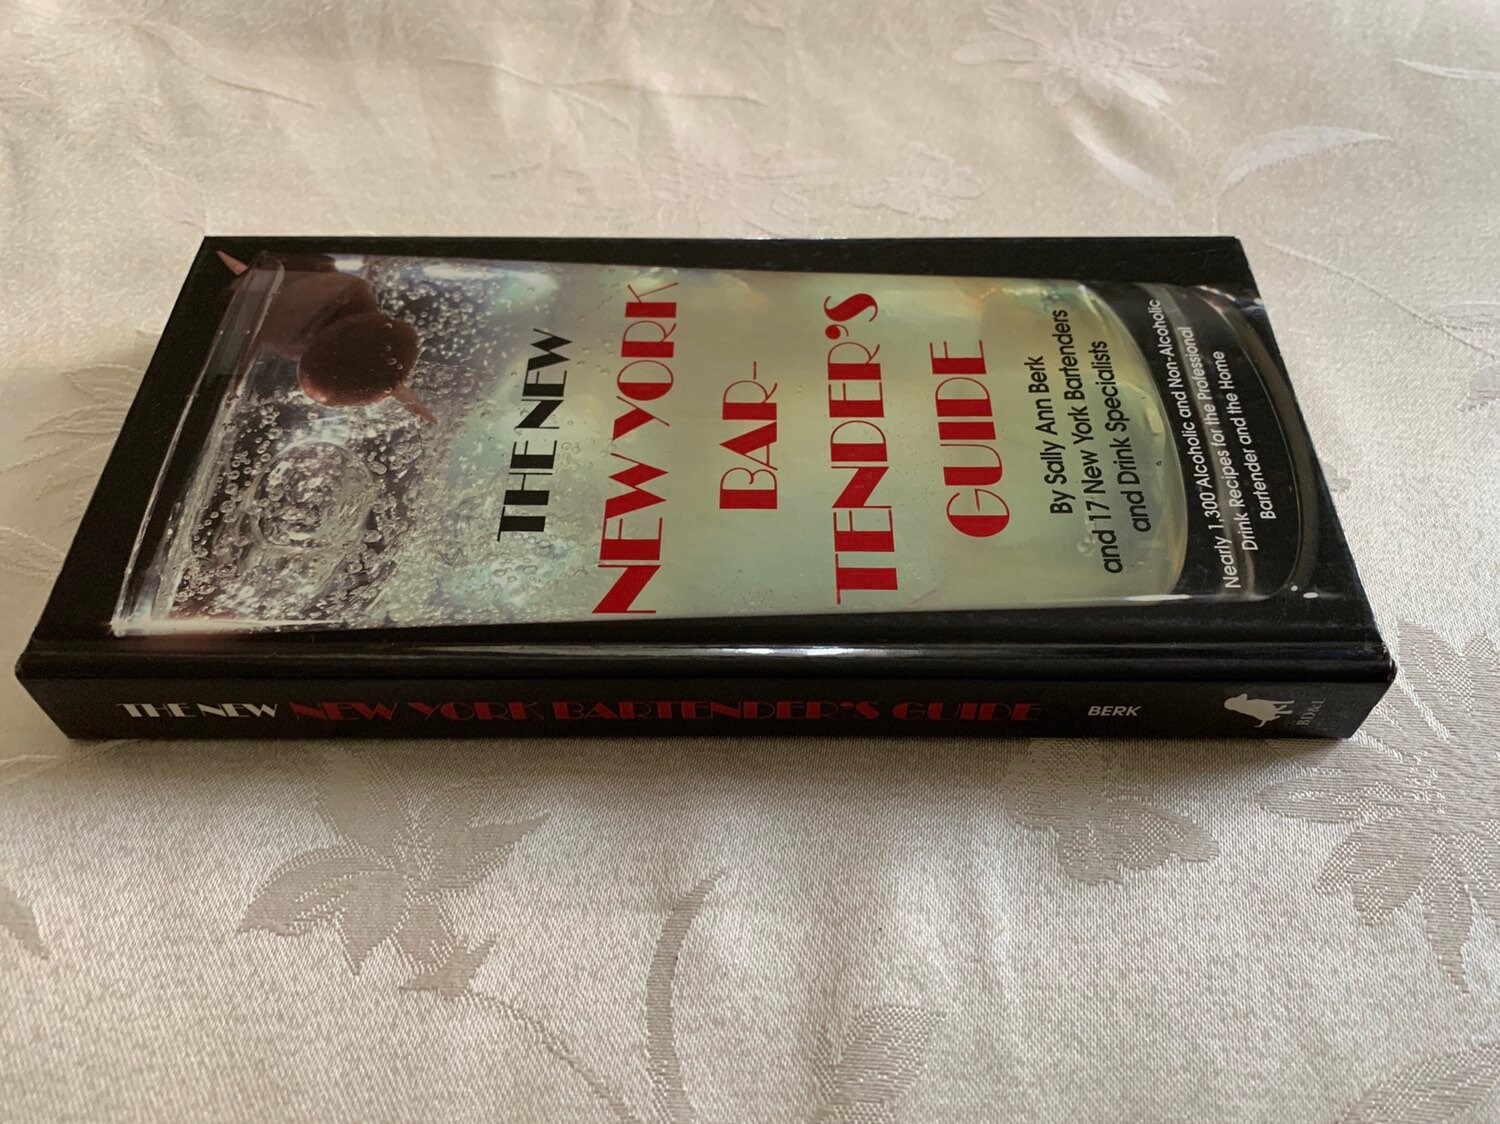 THE NEW
NEW YORK
BAR-
TENDER'S
GUIDE
By Sally Ann Berk
and 17 New York Bartenders
and Drink Specialists
Nearly 1,300 Alcoholic and Non-Alcoholic
Drink Recipes for the Professional
Bartender and the Home
THE NEW NEW YORK BARTENDER'S GUIDE BERK BD&L